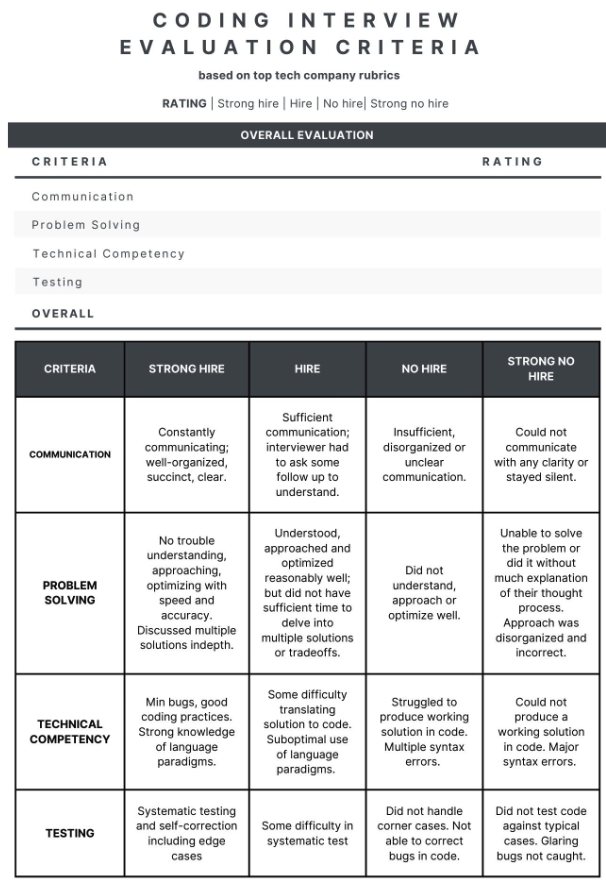 CODING INTERVIEW
EVALUATION CRITERIA
based on top tech company rubrics
RATING | Strong hire | Hire | No hire| Strong no hire
OVERALL EVALUATION
CRITERIA RATING
Communication
Problem Solving
Technical Competency
Testing
OVERALL
CRITERIA
STRONG HIRE
HIRE
NO HIRE
STRONG NO
HIRE
COMMUNICATION
Constantly
communicating;
well-organized,
succinct, clear.
Sufficient
communication;
interviewer had
to ask some
follow up to
understand.
Insufficient,
disorganized or
unclear
communication.
Could not
communicate
with any clarity or
stayed silent.
PROBLEM
SOLVING
No trouble
understanding,
approaching,
optimizing with
speed and
accuracy.
Discussed multiple
solutions indepth.
Understood,
approached and
optimized
reasonably well;
but did not have
sufficient time to
delve into
multiple solutions
or tradeoffs.
Did not
understand,
approach or
optimize well.
Unable to solve
the problem or
did it without
much explanation
of their thought
process.
Approach was
disorganized and
incorrect.
TECHNICAL
COMPETENCY
Min bugs, good
coding practices.
Strong knowledge
of language
paradigms.
Some difficulty
translating
solution to code.
Suboptimal use
of language
paradigms.
Struggled to
produce working
solution in code.
Multiple syntax
errors.
Could not
produce a
working solution
in code. Major
syntax errors.
TESTING
Systematic testing
and self-correction
including edge
cases
Some difficulty in
systematic test
Did not handle
corner cases. Not
able to correct
bugs in code.
Did not test code
against typical
cases. Glaring
bugs not caught.